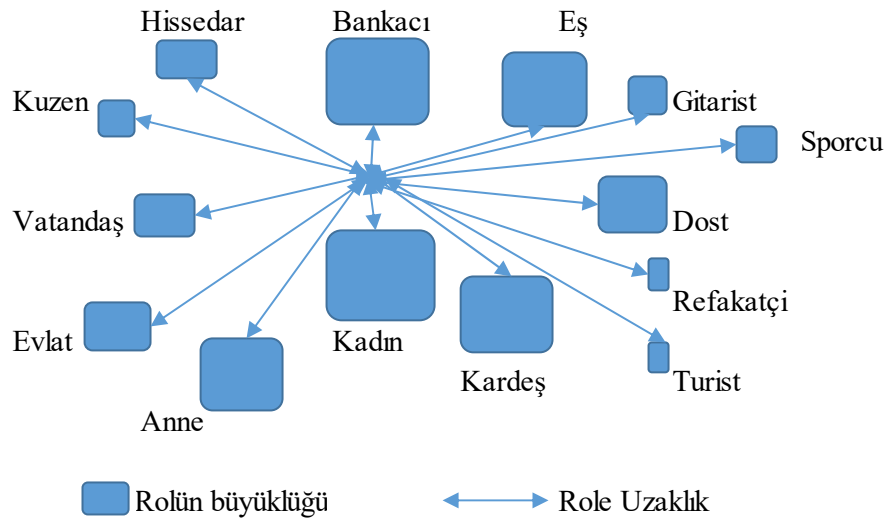 Hissedar
Bankacı
Eş
Kuzen
Gitarist
Sporcu
Vatandaş
Dost
Refakatçi
Evlat
Kadın
Kardeş
Turist
Anne
Rolün büyüklüğü
Role Uzaklık